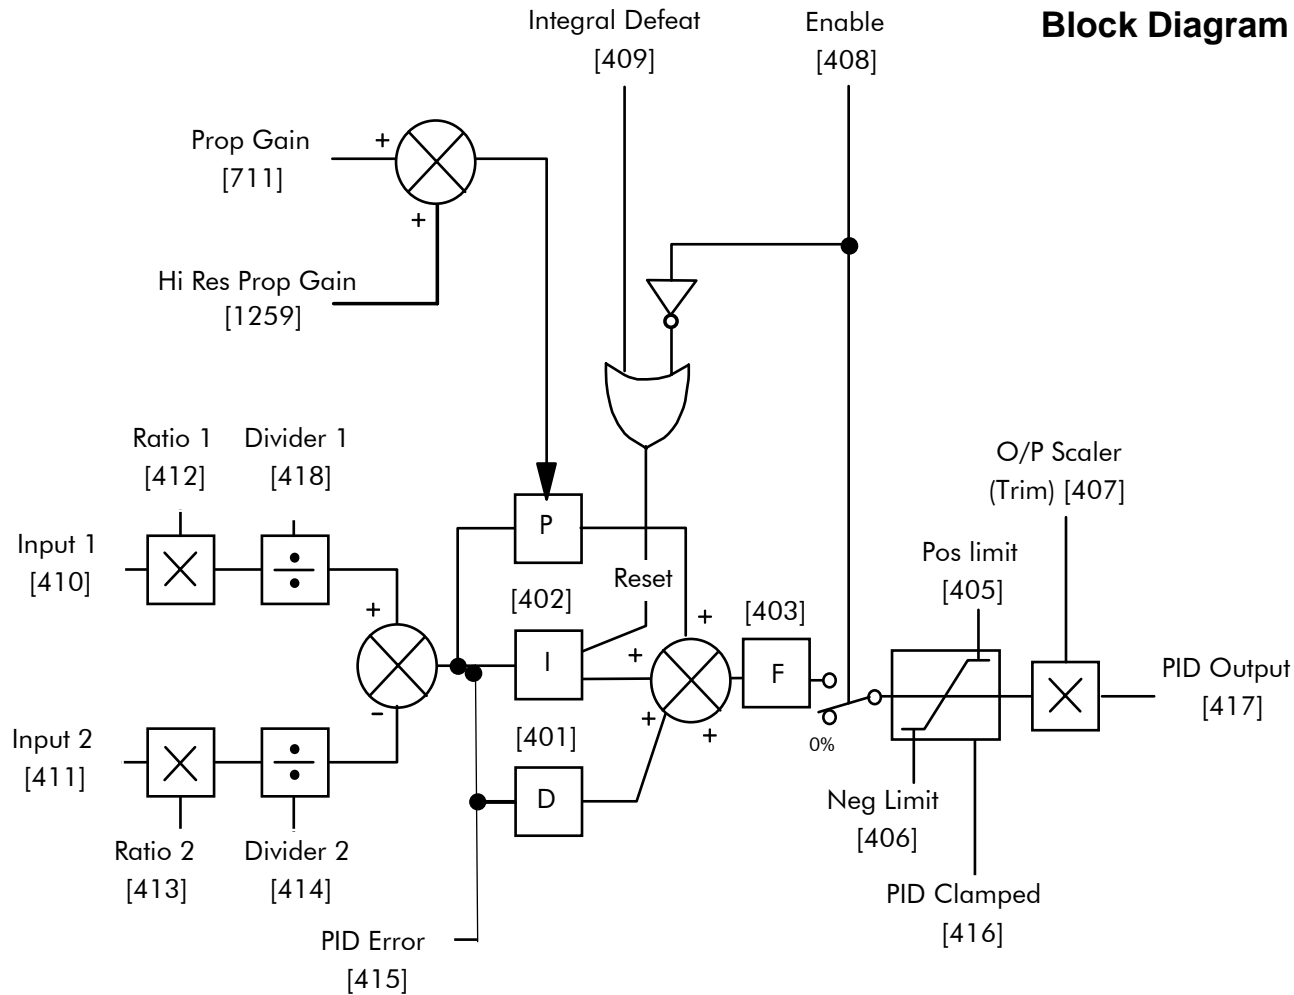 Block Diagram
Integral Defeat
[409]
Enable
[408]
+
Prop Gain
[711]
+
Hi Res Prop Gain
[1259]
Ratio 1
[412]
Divider 1
[418]
O/P Scaler
(Trim) [407]
P
Input 1
[410]
Pos limit
[405]
Reset
[402]
[403]
+
+
I
+
F
PID Output
[417]
-
+
+
0%
[401]
Input 2
[411]
D
Neg Limit
[406]
Ratio 2
[413]
Divider 2
[414]
PID Clamped
[416]
PID Error
[415]